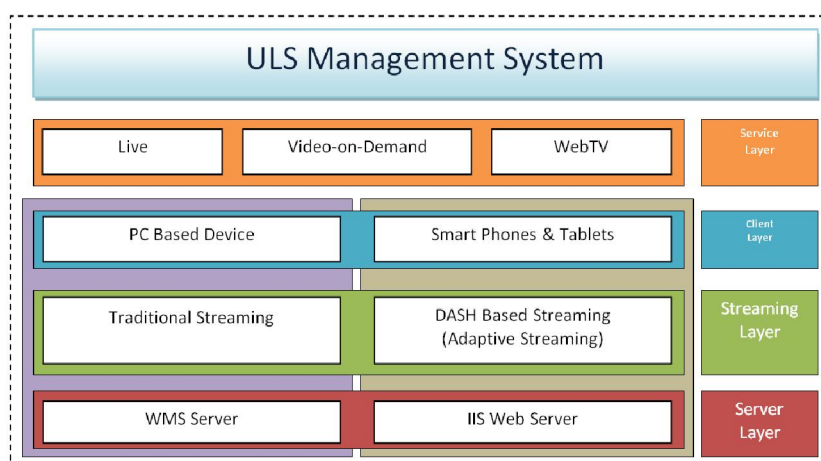 ULS Management System
Live
Video-on-Demand
WebTV
Service
Layer
PC Based Device
Smart Phones & Tablets
Client
Layer
Traditional Streaming
DASH Based Streaming
(Adaptive Streaming)
Streaming
Layer
WMS Server
IIS Web Server
Server
Layer